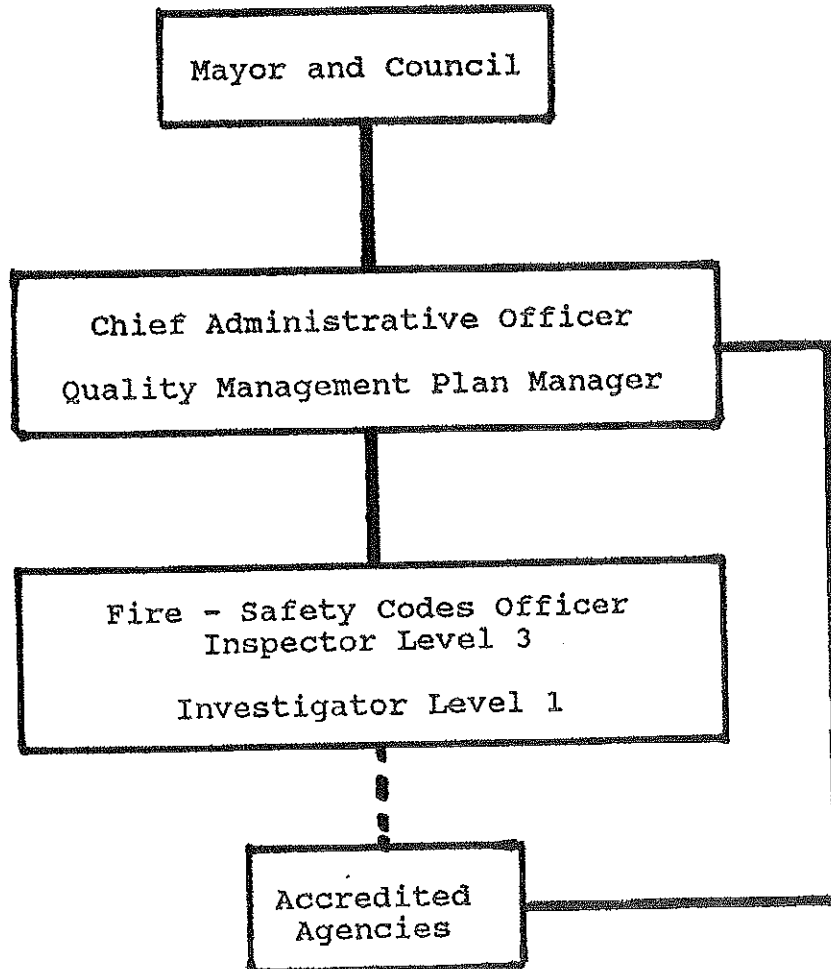 Mayor and Council
Chief Administrative Officer
Quality Management Plan Manager
Fire - Safety Codes Officer
Inspector Level 3
Investigator Level 1
Accredited
Agencies